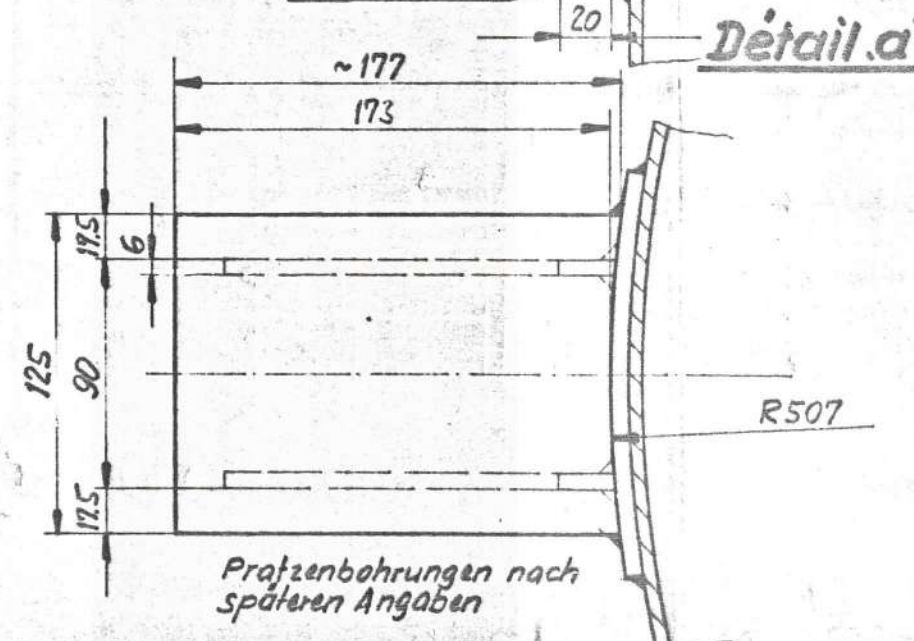 20
Détail.a
~177
173
17.5
6
125
90
17.5
R507
Pratzenbohrungen nach
späteren Angaben